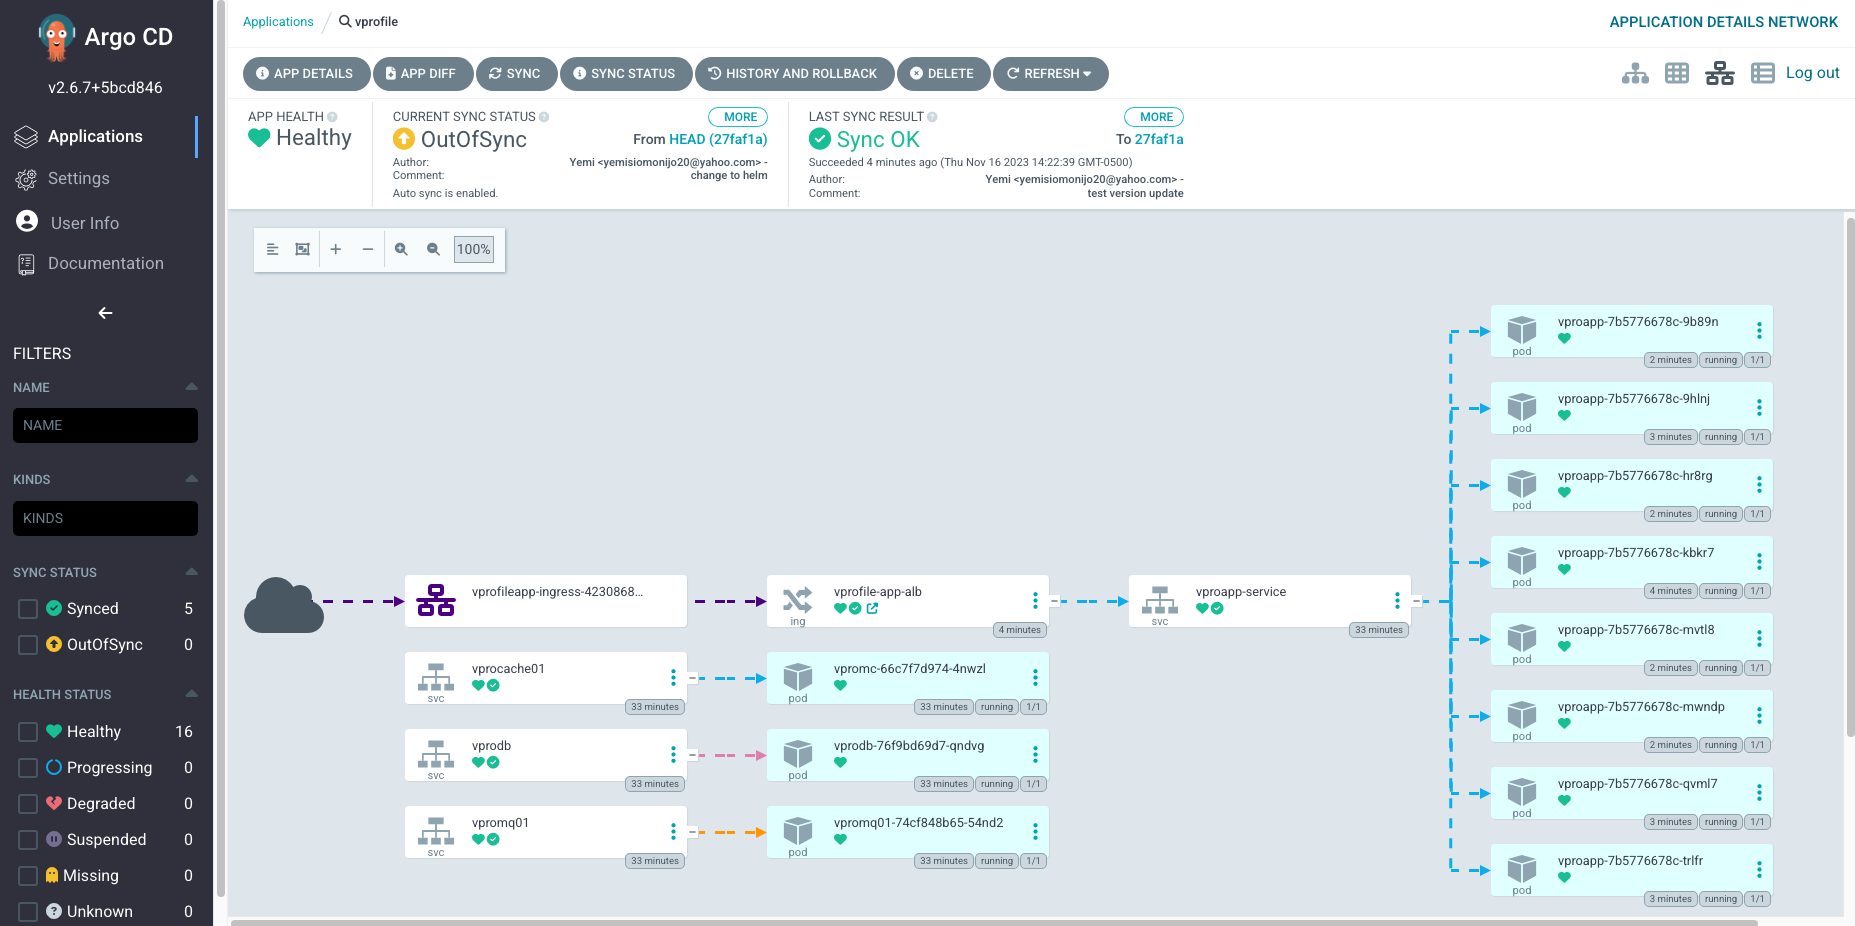 Argo CD
v2.6.7+5bcd846
Applications
Settings
User Info
Documentation
FILTERS
NAME
NAME
KINDS
KINDS
SYNC STATUS
Synced 5
OutOfSync 0
HEALTH STATUS
Healthy 16
Progressing 0
Degraded 0
Suspended 0
Missing 0
Unknown 0
Applications / vprofile
APPLICATION DETAILS NETWORK
APP DETAILS APP DIFF SYNC SYNC STATUS HISTORY AND ROLLBACK DELETE REFRESH
Log out
APP HEALTH
Healthy
CURRENT SYNC STATUS MORE
OutOfSync From HEAD (27faf1a)
Author: Yemi <yemisiomonijo20@yahoo.com> -
Comment: change to helm
Auto sync is enabled.
LAST SYNC RESULT MORE
Sync OK To 27faf1a
Succeeded 4 minutes ago (Thu Nov 16 2023 14:22:39 GMT-0500)
Author: Yemi <yemisiomonijo20@yahoo.com> -
Comment: test version update
100%
vprofileapp-ingress-4230868...
vprofile-app-alb
ing
4 minutes
vproapp-service
svc
33 minutes
vprocache01
svc
33 minutes
vpromc-66c7f7d974-4nwzl
pod
33 minutes running 1/1
vprodb
svc
33 minutes
vprodb-76f9bd69d7-qndvg
pod
33 minutes running 1/1
vpromq01
svc
33 minutes
vpromq01-74cf848b65-54nd2
pod
33 minutes running 1/1
vproapp-7b5776678c-9b89n
pod
2 minutes running 1/1
vproapp-7b5776678c-9hlnj
pod
3 minutes running 1/1
vproapp-7b5776678c-hr8rg
pod
2 minutes running 1/1
vproapp-7b5776678c-kbkr7
pod
4 minutes running 1/1
vproapp-7b5776678c-mvtl8
pod
2 minutes running 1/1
vproapp-7b5776678c-mwndp
pod
2 minutes running 1/1
vproapp-7b5776678c-qvml7
pod
3 minutes running 1/1
vproapp-7b5776678c-trlfr
pod
3 minutes running 1/1